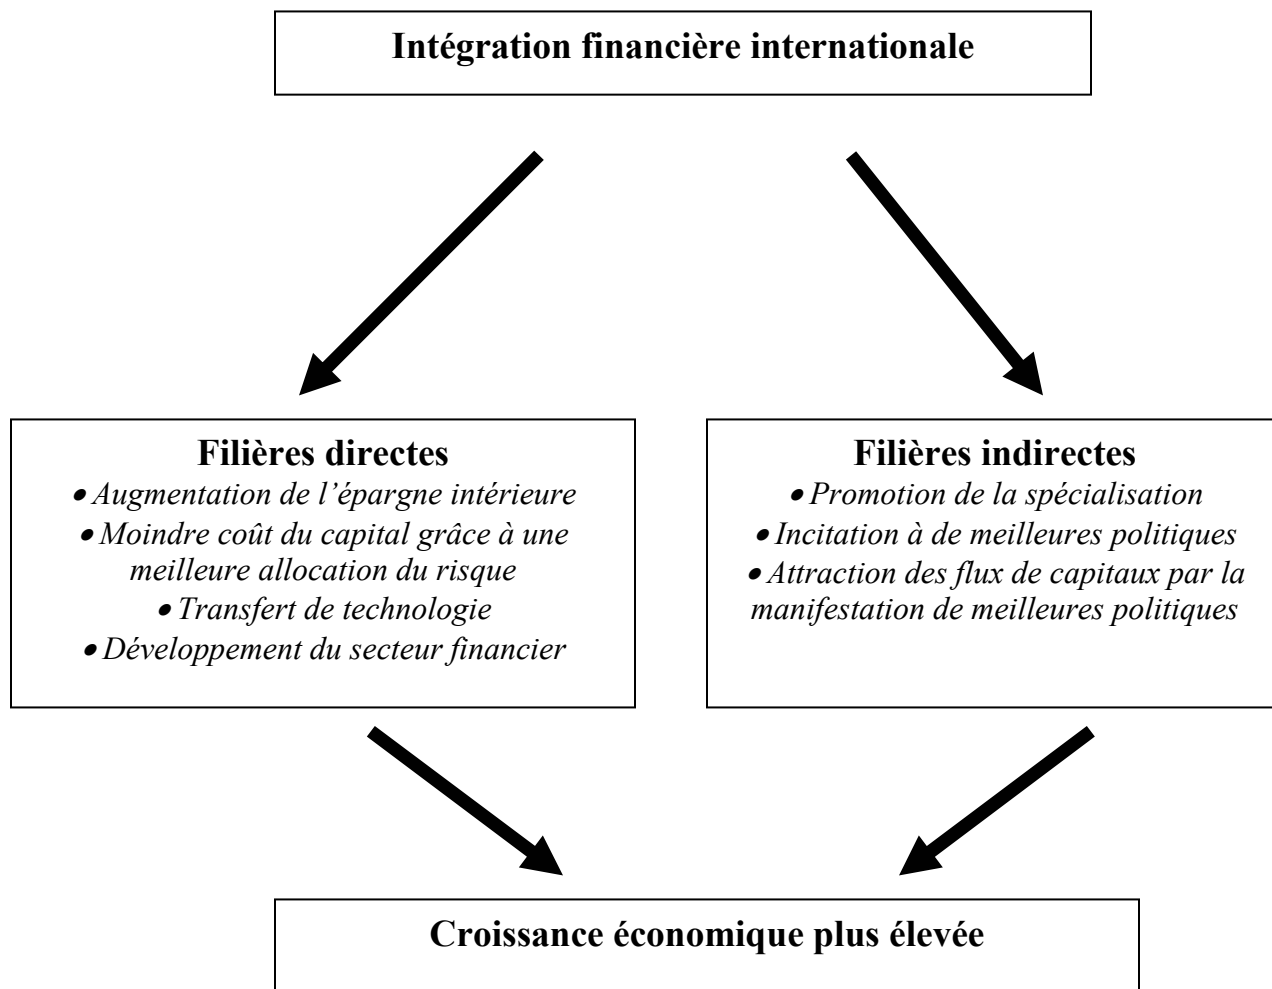 Intégration financière internationale
Filières directes
• Augmentation de l’épargne intérieure
• Moindre coût du capital grâce à une
meilleure allocation du risque
• Transfert de technologie
• Développement du secteur financier
Filières indirectes
• Promotion de la spécialisation
• Incitation à de meilleures politiques
• Attraction des flux de capitaux par la
manifestation de meilleures politiques
Croissance économique plus élevée